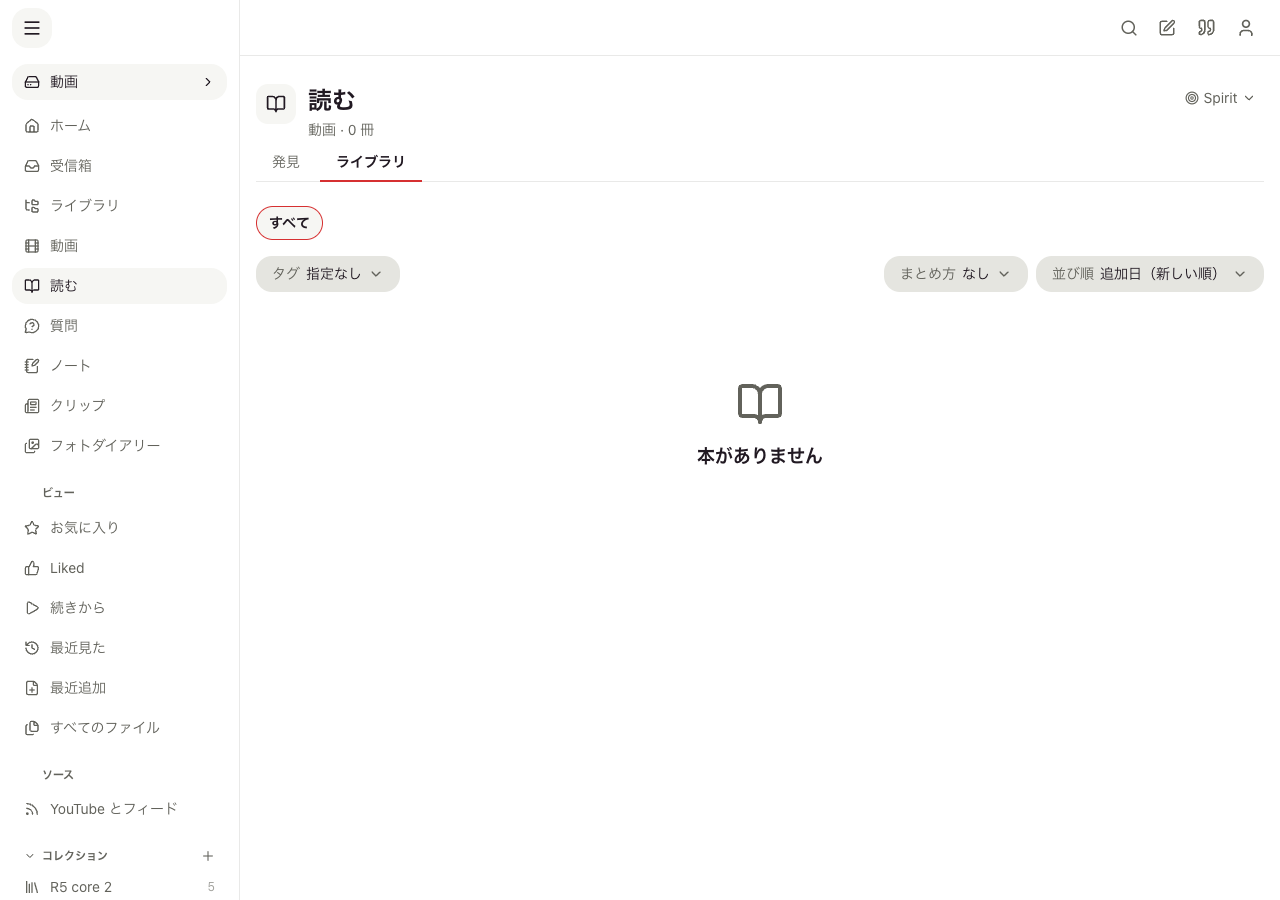 動画
ホーム
受信箱
ライブラリ
動画
読む
質問
ノート
クリップ
フォトダイアリー
ビュー
お気に入り
Liked
続きから
最近見た
最近追加
すべてのファイル
ソース
YouTube とフィード
コレクション
R5 core 2 5
読む
動画 · 0 冊
Spirit
発見 ライブラリ
すべて
タグ 指定なし まとめ方 なし 並び順 追加日（新しい順）
本がありません